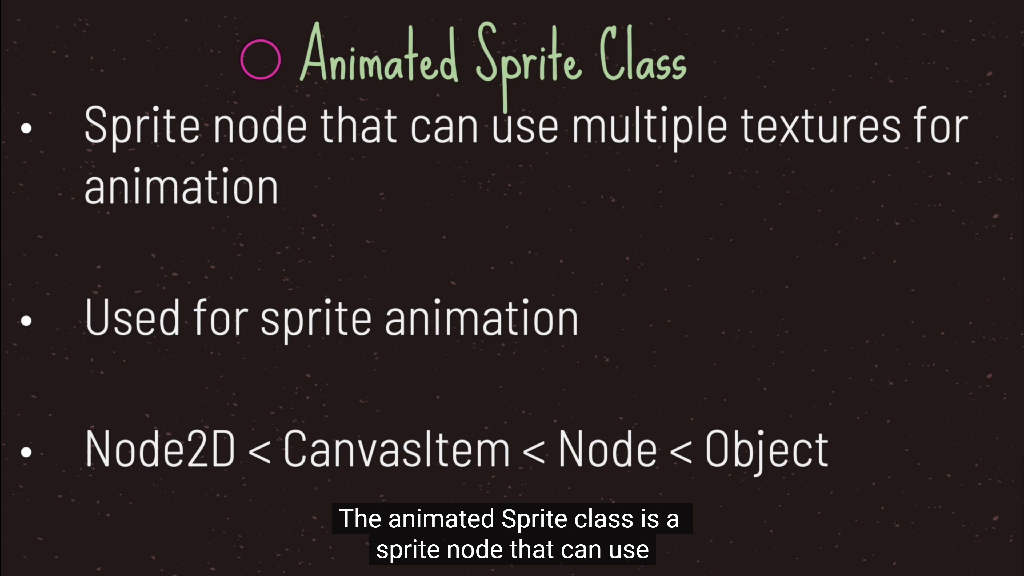 Animated Sprite Class
• Sprite node that can use multiple textures for
animation
• Used for sprite animation
• Node2D < CanvasItem < Node < Object
The animated Sprite class is a
sprite node that can use